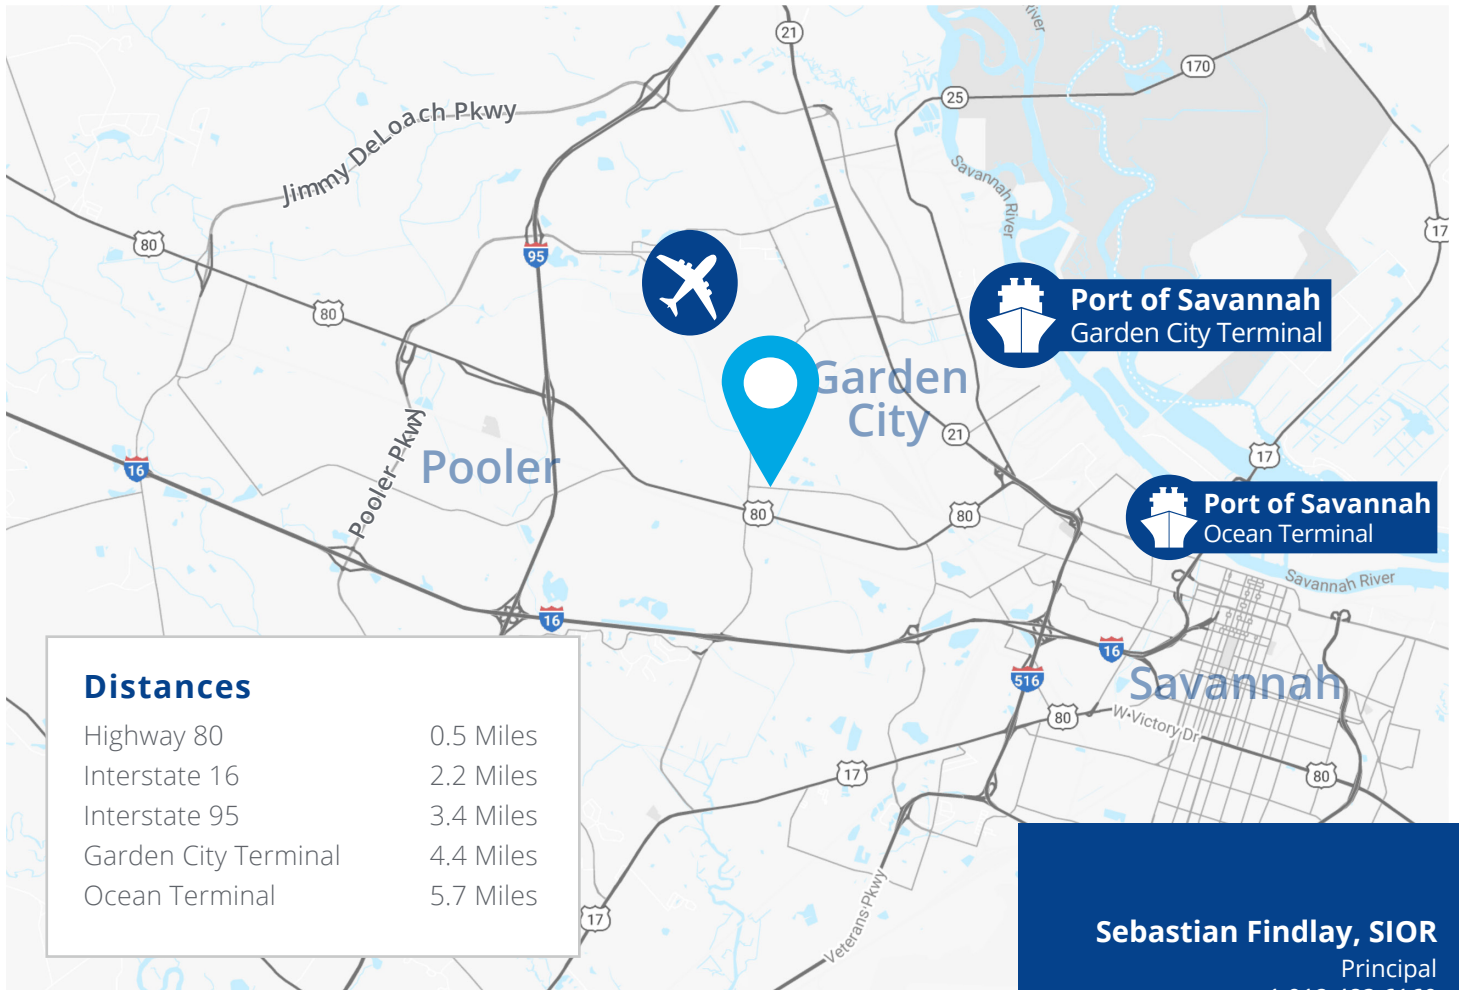 21
River
170
25
Jimmy DeLoach Pkwy
Savannah River
17
80
95
80
Port of Savannah
Garden City Terminal
Garden
City
21
Pooler Pkwy
Pooler
16
17
80
80
Port of Savannah
Ocean Terminal
Savannah River
16
16
516
Savannah
80
W Victory Dr
17
80
Distances
Highway 80 0.5 Miles
Interstate 16 2.2 Miles
Interstate 95 3.4 Miles
Garden City Terminal 4.4 Miles
Ocean Terminal 5.7 Miles
17
Veterans Pkwy
Sebastian Findlay, SIOR
Principal